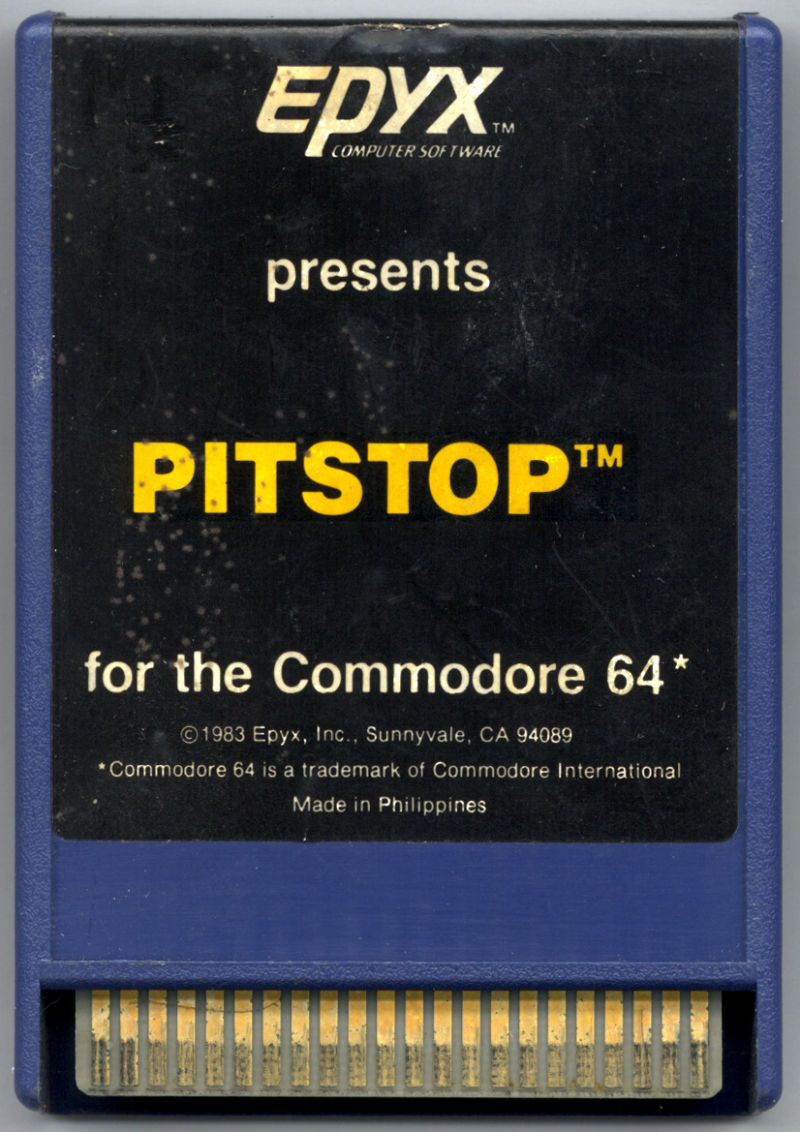 EPYX™
COMPUTER SOFTWARE
presents
PITSTOP™
for the Commodore 64*
©1983 Epyx, Inc., Sunnyvale, CA 94089
*Commodore 64 is a trademark of Commodore International
Made in Philippines